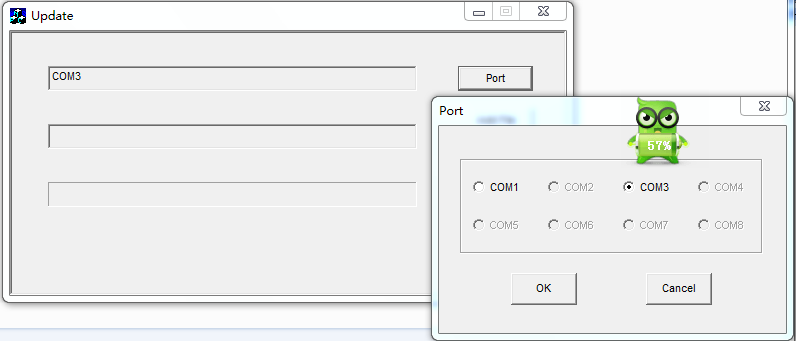 Update
COM3
Port
Port
57%
COM1 COM2 COM3 COM4
COM5 COM6 COM7 COM8
OK Cancel